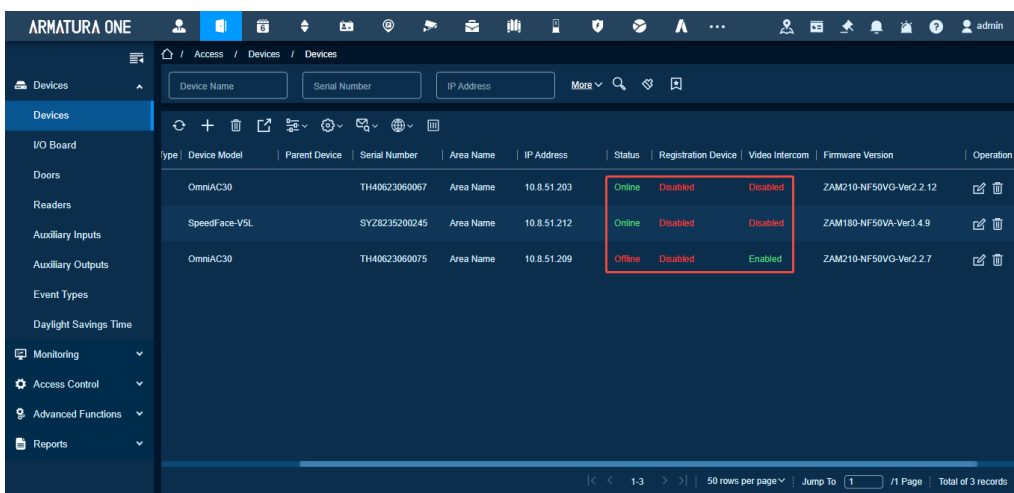 ARMATURA ONE
admin
/ Access / Devices / Devices
Devices
Devices
I/O Board
Doors
Readers
Auxiliary Inputs
Auxiliary Outputs
Event Types
Daylight Savings Time
Monitoring
Access Control
Advanced Functions
Reports
Device Name Serial Number IP Address More
Type Device Model Parent Device Serial Number Area Name IP Address Status Registration Device Video Intercom Firmware Version Operation
OmniAC30 TH40623060067 Area Name 10.8.51.203 Online Disabled Disabled ZAM210-NF50VG-Ver2.2.12
SpeedFace-V5L SYZ8235200245 Area Name 10.8.51.212 Online Disabled Disabled ZAM180-NF50VA-Ver3.4.9
OmniAC30 TH40623060075 Area Name 10.8.51.209 Offline Disabled Enabled ZAM210-NF50VG-Ver2.2.7
|< < 1-3 > >| 50 rows per page Jump To 1 /1 Page Total of 3 records